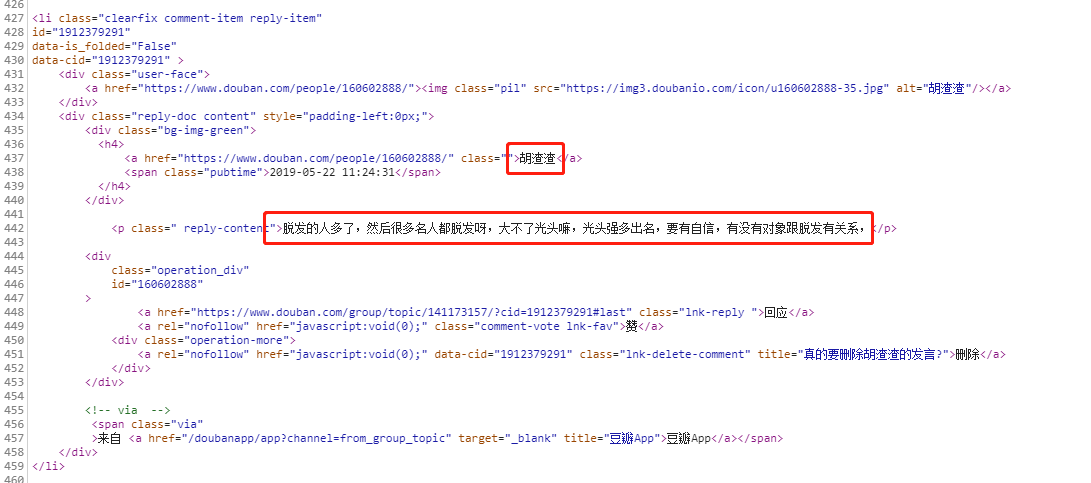 426
427 <li class="clearfix comment-item reply-item"
428 id="1912379291"
429 data-is_folded="False"
430 data-cid="1912379291" >
431 <div class="user-face">
432 <a href="https://www.douban.com/people/160602888/"><img class="pil" src="https://img3.doubanio.com/icon/u160602888-35.jpg" alt="胡渣渣"/></a>
433 </div>
434 <div class="reply-doc content" style="padding-left:0px;">
435 <div class="bg-img-green">
436 <h4>
437 <a href="https://www.douban.com/people/160602888/" class="">胡渣渣</a>
438 <span class="pubtime">2019-05-22 11:24:31</span>
439 </h4>
440 </div>
441
442 <p class=" reply-content">脱发的人多了，然后很多名人都脱发呀，大不了光头嘛，光头强多出名，要有自信，有没有对象跟脱发有关系，</p>
443
444 <div
445 class="operation_div"
446 id="160602888"
447 >
448 <a href="https://www.douban.com/group/topic/141173157/?cid=1912379291#last" class="lnk-reply ">回应</a>
449 <a rel="nofollow" href="javascript:void(0);" class="comment-vote lnk-fav">赞</a>
450 <div class="operation-more">
451 <a rel="nofollow" href="javascript:void(0);" data-cid="1912379291" class="lnk-delete-comment" title="真的要删除胡渣渣的发言?">删除</a>
452 </div>
453 </div>
454
455 <!-- via -->
456 <span class="via"
457 >来自 <a href="/doubanapp/app?channel=from_group_topic" target="_blank" title="豆瓣App">豆瓣App</a></span>
458 </div>
459 </li>
460